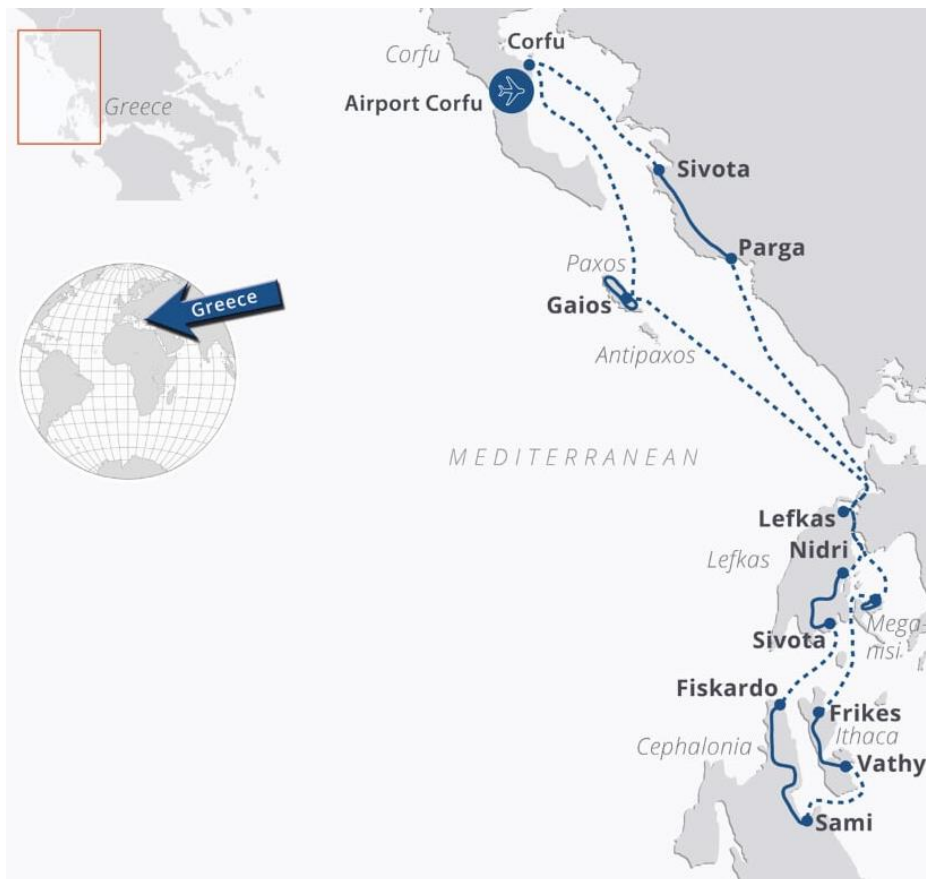 Corfu
Corfu
Airport Corfu
Greece
Sivota
Parga
Greece
Paxos
Gaios
Antipaxos
MEDITERRANEAN
Lefkas
Nidri
Lefkas
Mega-
nisi
Sivota
Fiskardo
Frikes
Ithaca
Cephalonia
Vathy
Sami